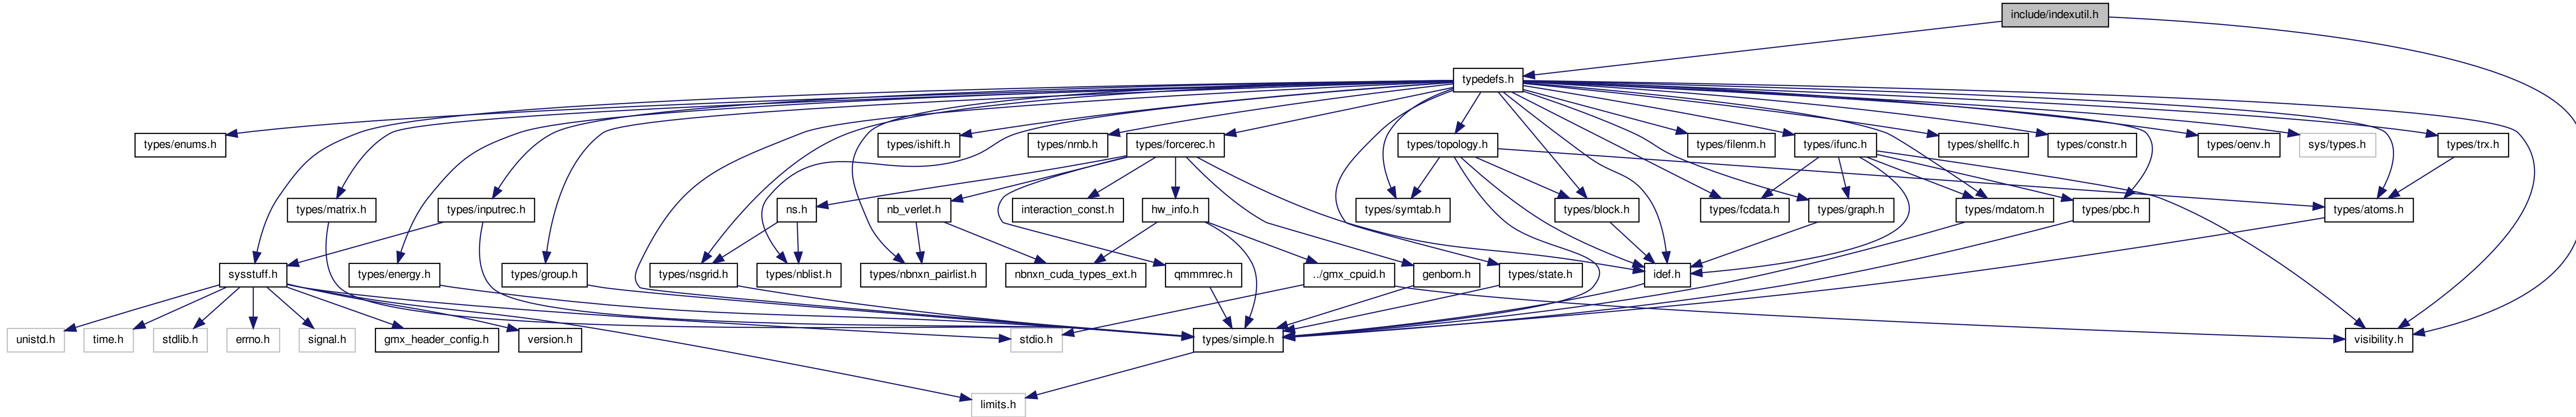 include/indexutil.h
typedefs.h
types/enums.h
types/ishift.h
types/nrnb.h
types/forcerec.h
types/topology.h
types/filenm.h
types/ifunc.h
types/shellfc.h
types/constr.h
types/oenv.h
sys/types.h
types/trx.h
types/matrix.h
types/inputrec.h
ns.h
nb_verlet.h
interaction_const.h
hw_info.h
types/symtab.h
types/block.h
types/fcdata.h
types/graph.h
types/mdatom.h
types/pbc.h
types/atoms.h
sysstuff.h
types/energy.h
types/group.h
types/nsgrid.h
types/nblist.h
types/nbnxn_pairlist.h
nbnxn_cuda_types_ext.h
qmmmrec.h
../gmx_cpuid.h
genborn.h
types/state.h
idef.h
unistd.h
time.h
stdlib.h
errno.h
signal.h
gmx_header_config.h
version.h
stdio.h
types/simple.h
visibility.h
limits.h